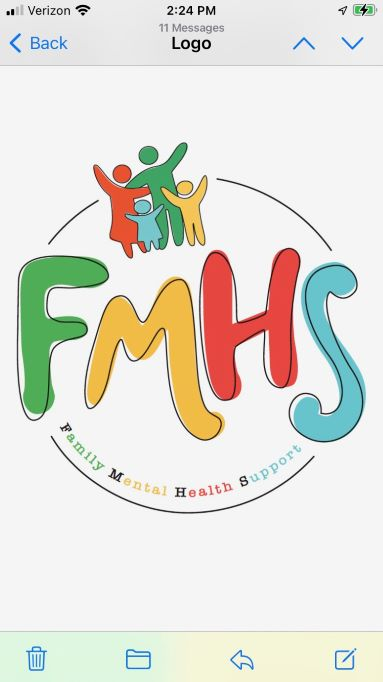 Verizon 2:24 PM
11 Messages
Back Logo
FMHS
Family Mental Health Support